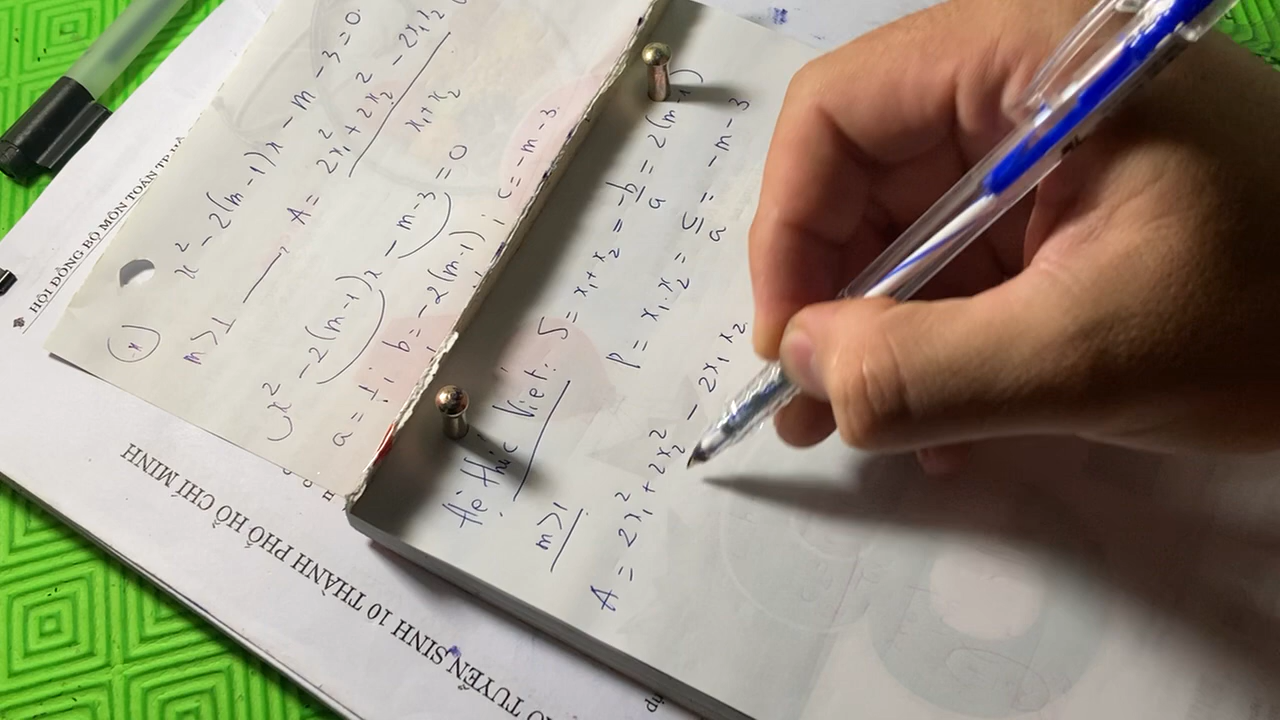 HỘI ĐỒNG BỘ MÔN TOÁN TP
TUYỂN SINH 10 THÀNH PHỐ HỒ CHÍ MINH
x² - 2(m-1)x - m - 3 = 0.
m > 1 → A = 2x₁² + 2x₂² - 2x₁x₂
x₁ + x₂
x² - 2(m-1)x - m-3 = 0
a = 1; b = -2(m-1); c = -m-3.
Hệ thức Viet: S = x₁ + x₂ = -b/a = 2(m-1)
P = x₁.x₂ = c/a = -m-3
m>1
A = 2x₁² + 2x₂² - 2x₁x₂